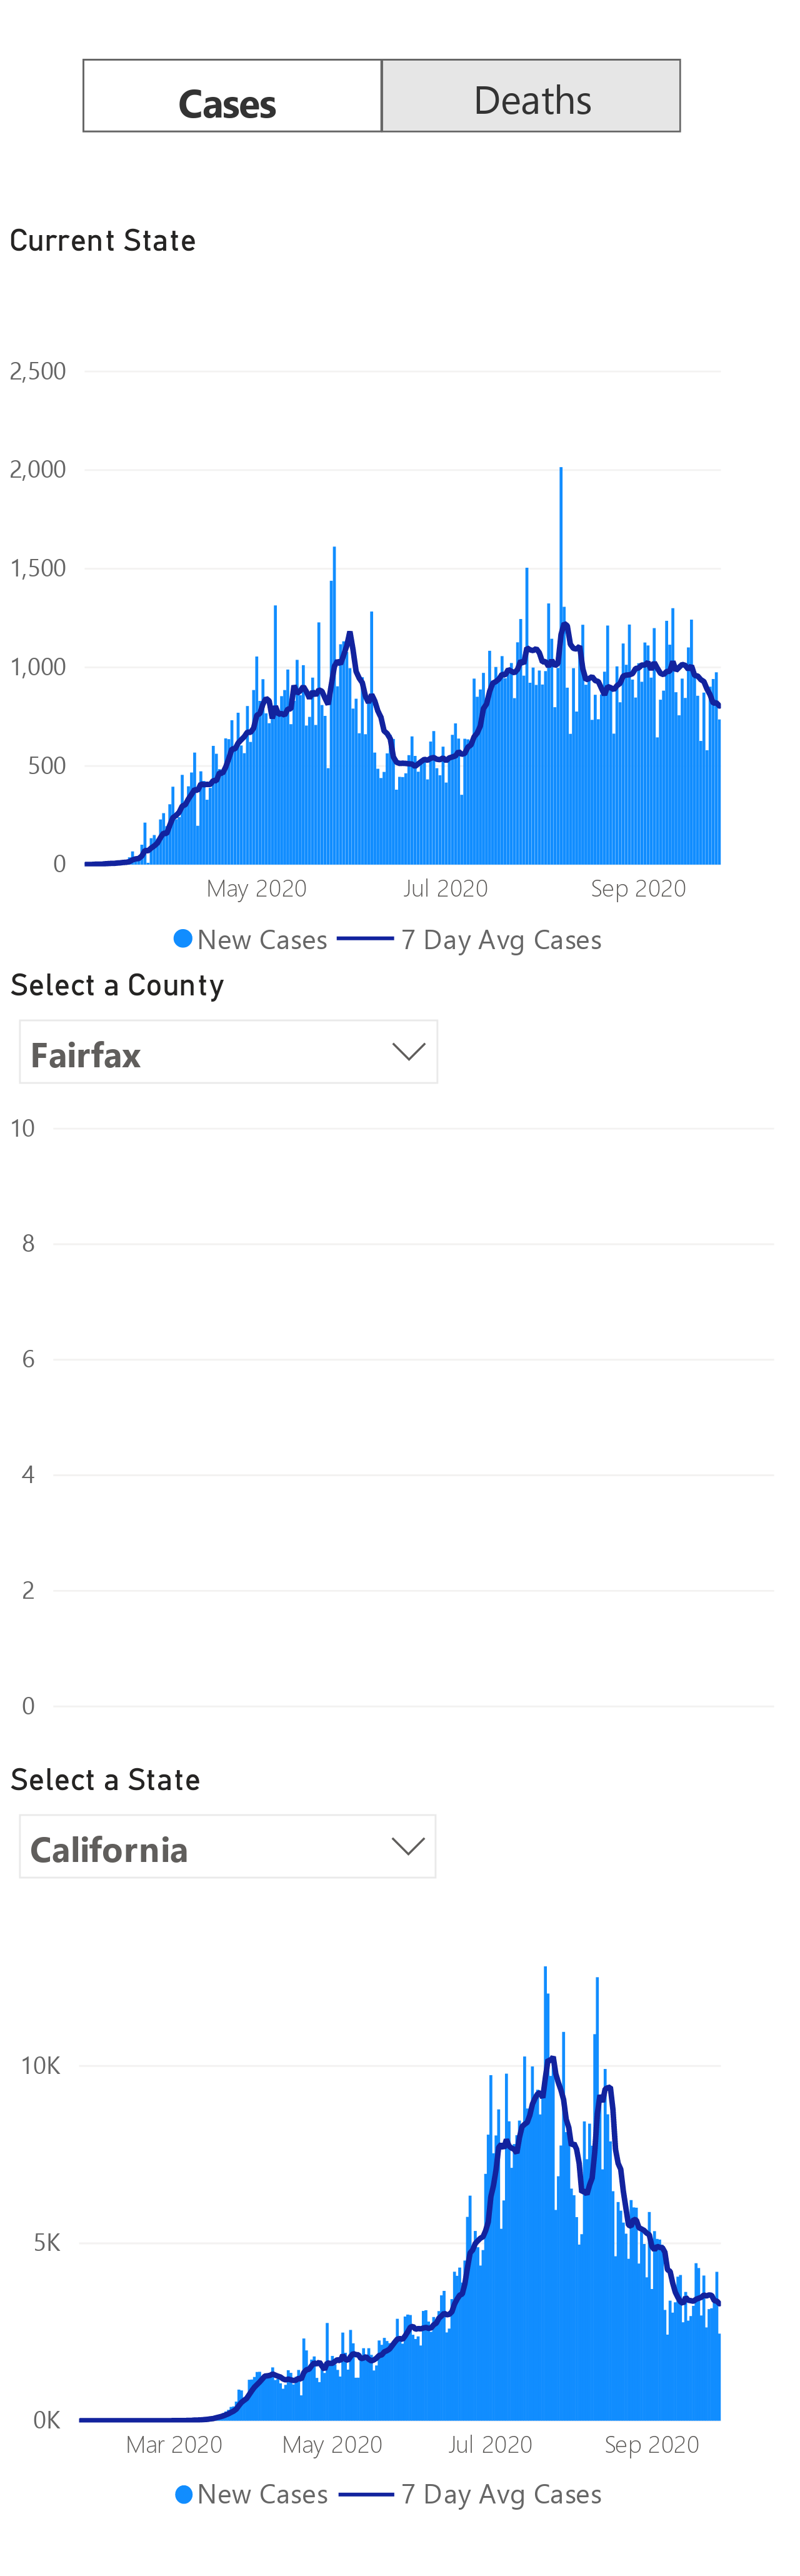 Cases Deaths
Current State
2,500
2,000
1,500
1,000
500
0
May 2020 Jul 2020 Sep 2020
New Cases 7 Day Avg Cases
Select a County
Fairfax
10
8
6
4
2
0
Select a State
California
10K
5K
0K
Mar 2020 May 2020 Jul 2020 Sep 2020
New Cases 7 Day Avg Cases